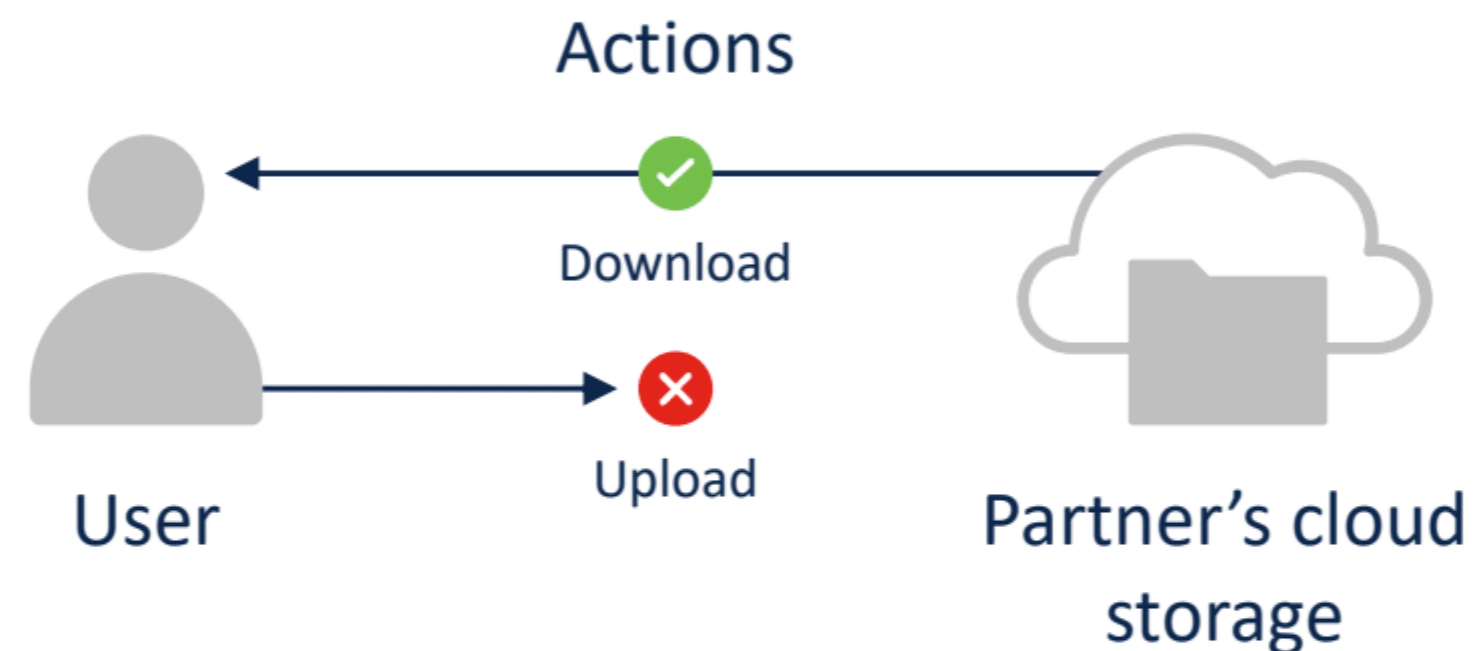 Actions
Download
Upload
User
Partner’s cloud
storage